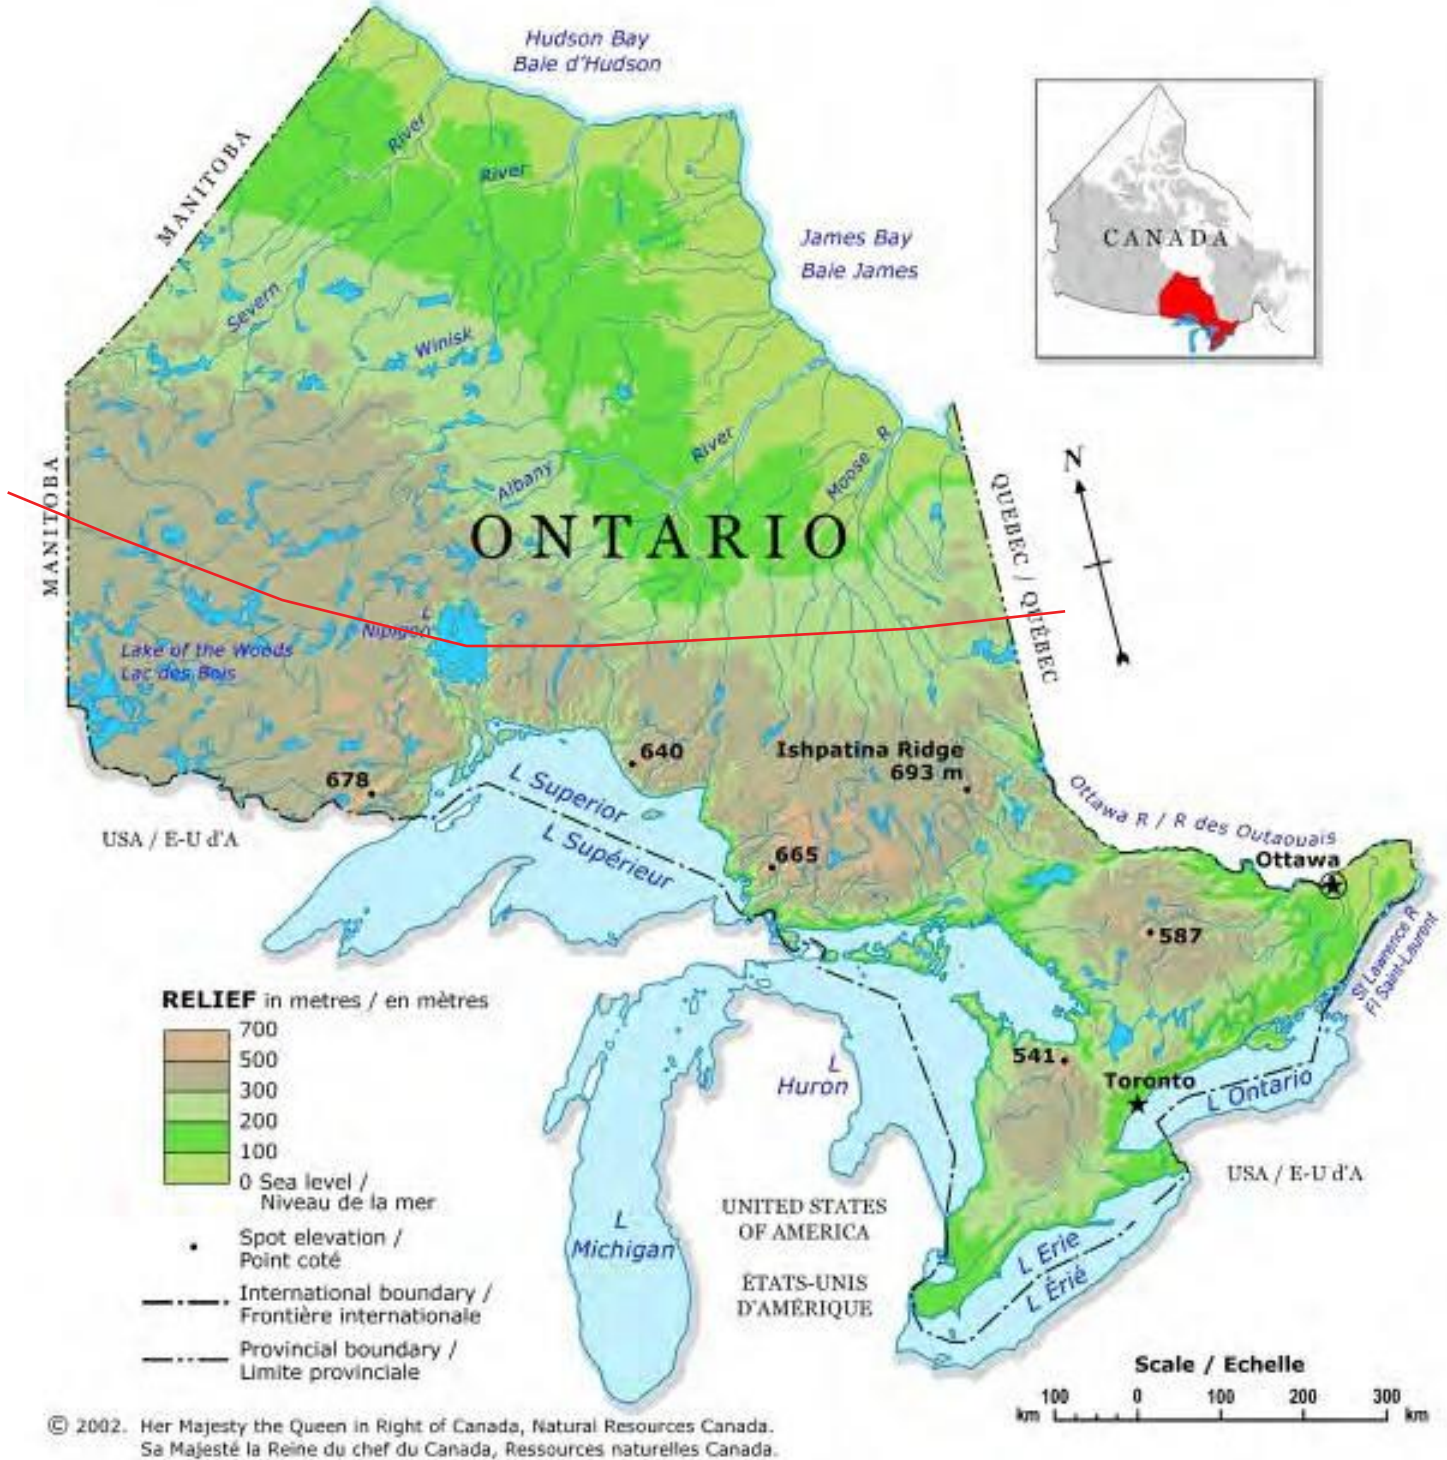 Hudson Bay
Baie d'Hudson
MANITOBA
River
River
James Bay
Baie James
CANADA
Severn
Winisk
MANITOBA
Albany
River
Moose R
N
ONTARIO
QUEBEC / QUÉBEC
L
Nipigon
Lake of the Woods
Lac des Bois
678
640
Ishpatina Ridge
693 m
L Superior
L Supérieur
665
USA / E-U d'A
Ottawa R / R des Outaouais
Ottawa
587
St Lawrence R
Fl Saint-Laurent
541
Toronto
L Ontario
L
Huron
USA / E-U d'A
RELIEF in metres / en mètres
700
500
300
200
100
0 Sea level /
Niveau de la mer
Spot elevation /
Point coté
International boundary /
Frontière internationale
Provincial boundary /
Limite provinciale
L
Michigan
UNITED STATES
OF AMERICA
ÉTATS-UNIS
D'AMÉRIQUE
L Erie
L Érié
Scale / Echelle
100 0 100 200 300
km km
© 2002. Her Majesty the Queen in Right of Canada, Natural Resources Canada.
Sa Majesté la Reine du chef du Canada, Ressources naturelles Canada.